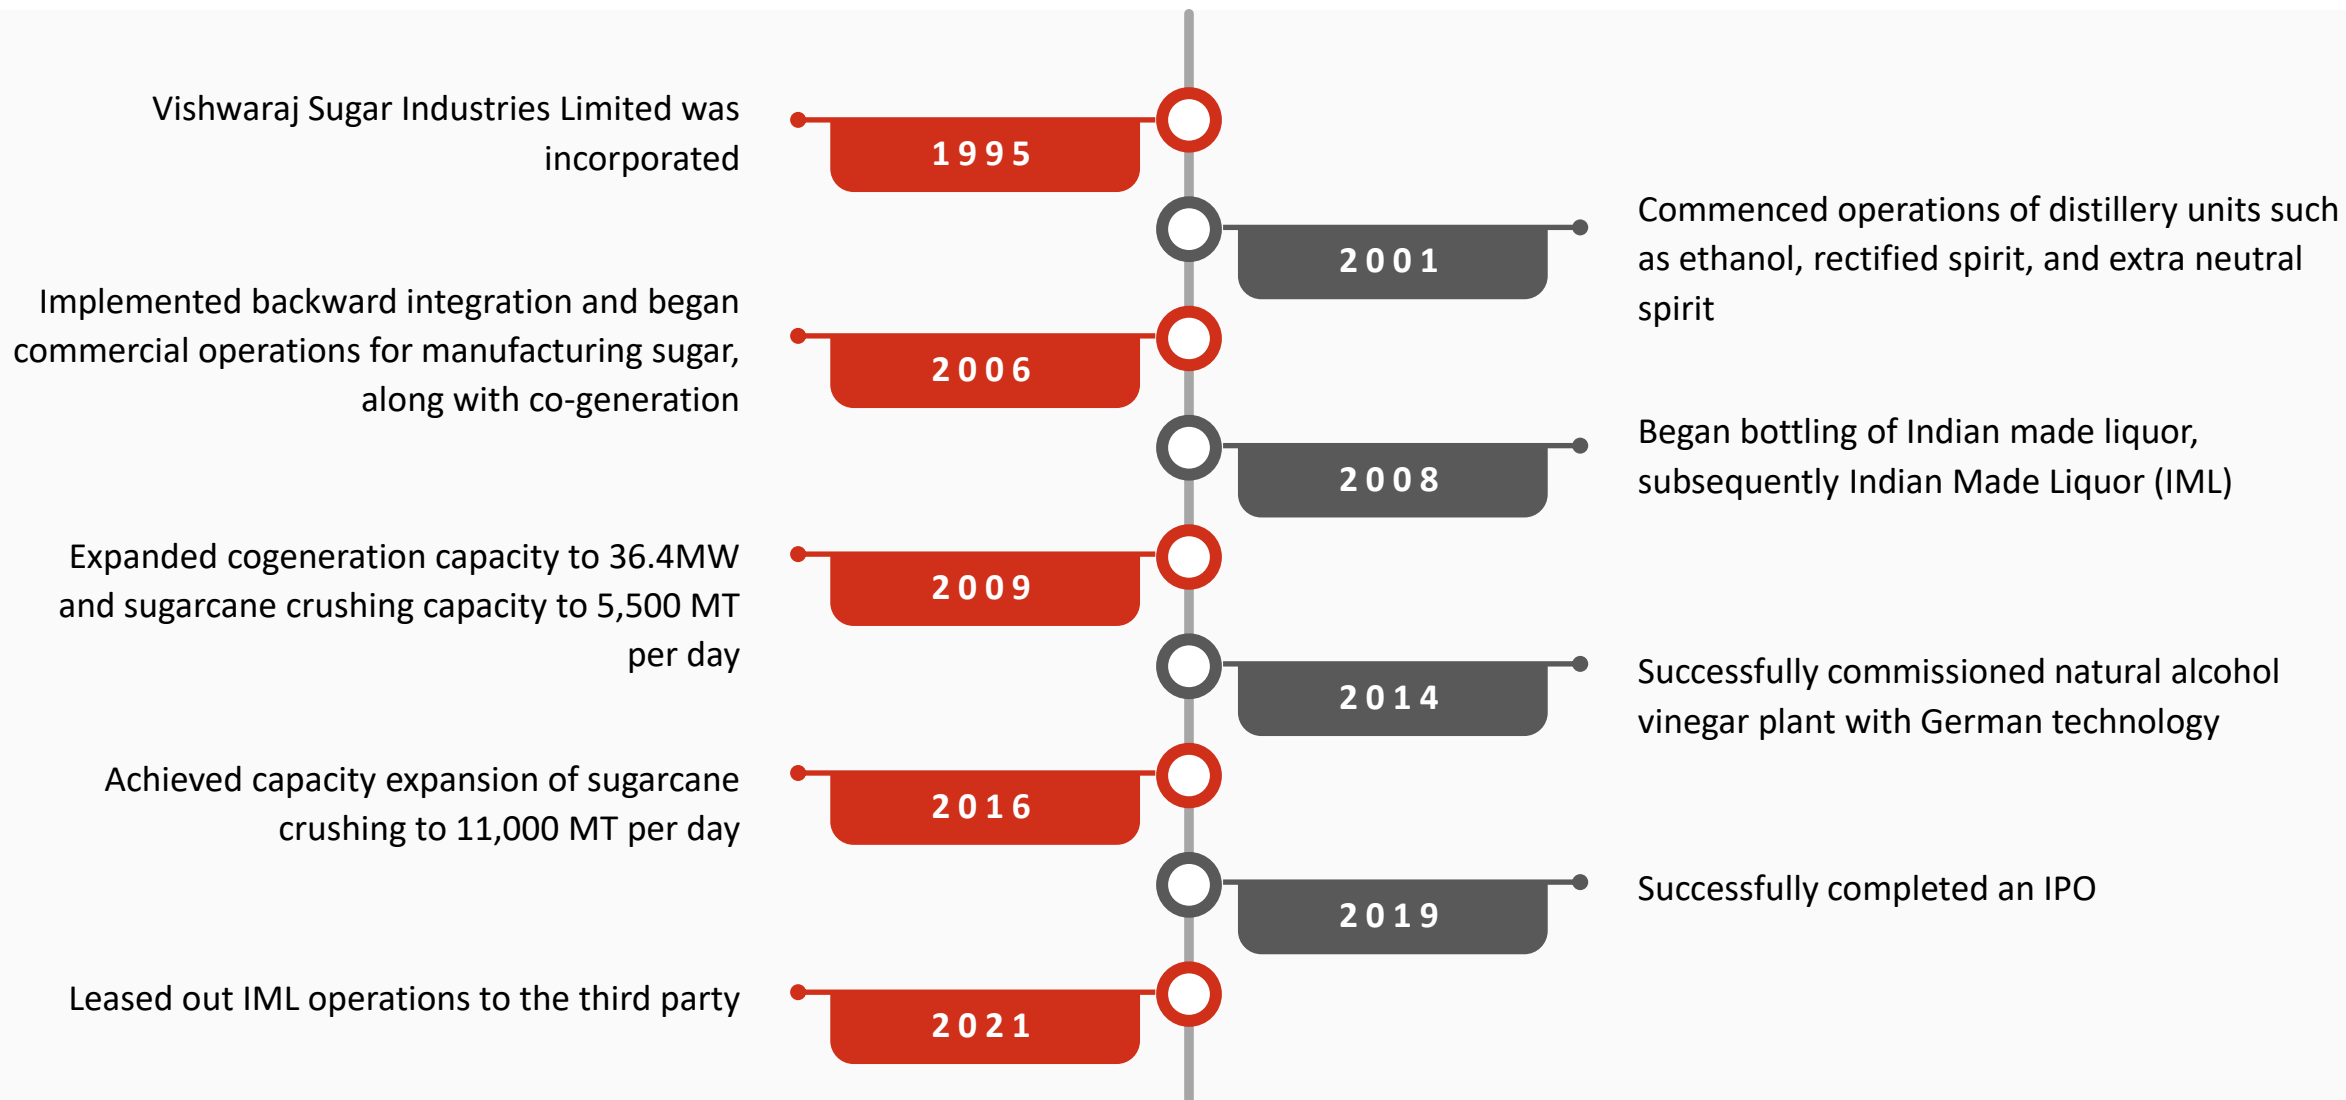 Vishwaraj Sugar Industries Limited was
incorporated
1995
2001
Commenced operations of distillery units such
as ethanol, rectified spirit, and extra neutral
spirit
Implemented backward integration and began
commercial operations for manufacturing sugar,
along with co-generation
2006
2008
Began bottling of Indian made liquor,
subsequently Indian Made Liquor (IML)
Expanded cogeneration capacity to 36.4MW
and sugarcane crushing capacity to 5,500 MT
per day
2009
2014
Successfully commissioned natural alcohol
vinegar plant with German technology
Achieved capacity expansion of sugarcane
crushing to 11,000 MT per day
2016
2019
Successfully completed an IPO
Leased out IML operations to the third party
2021